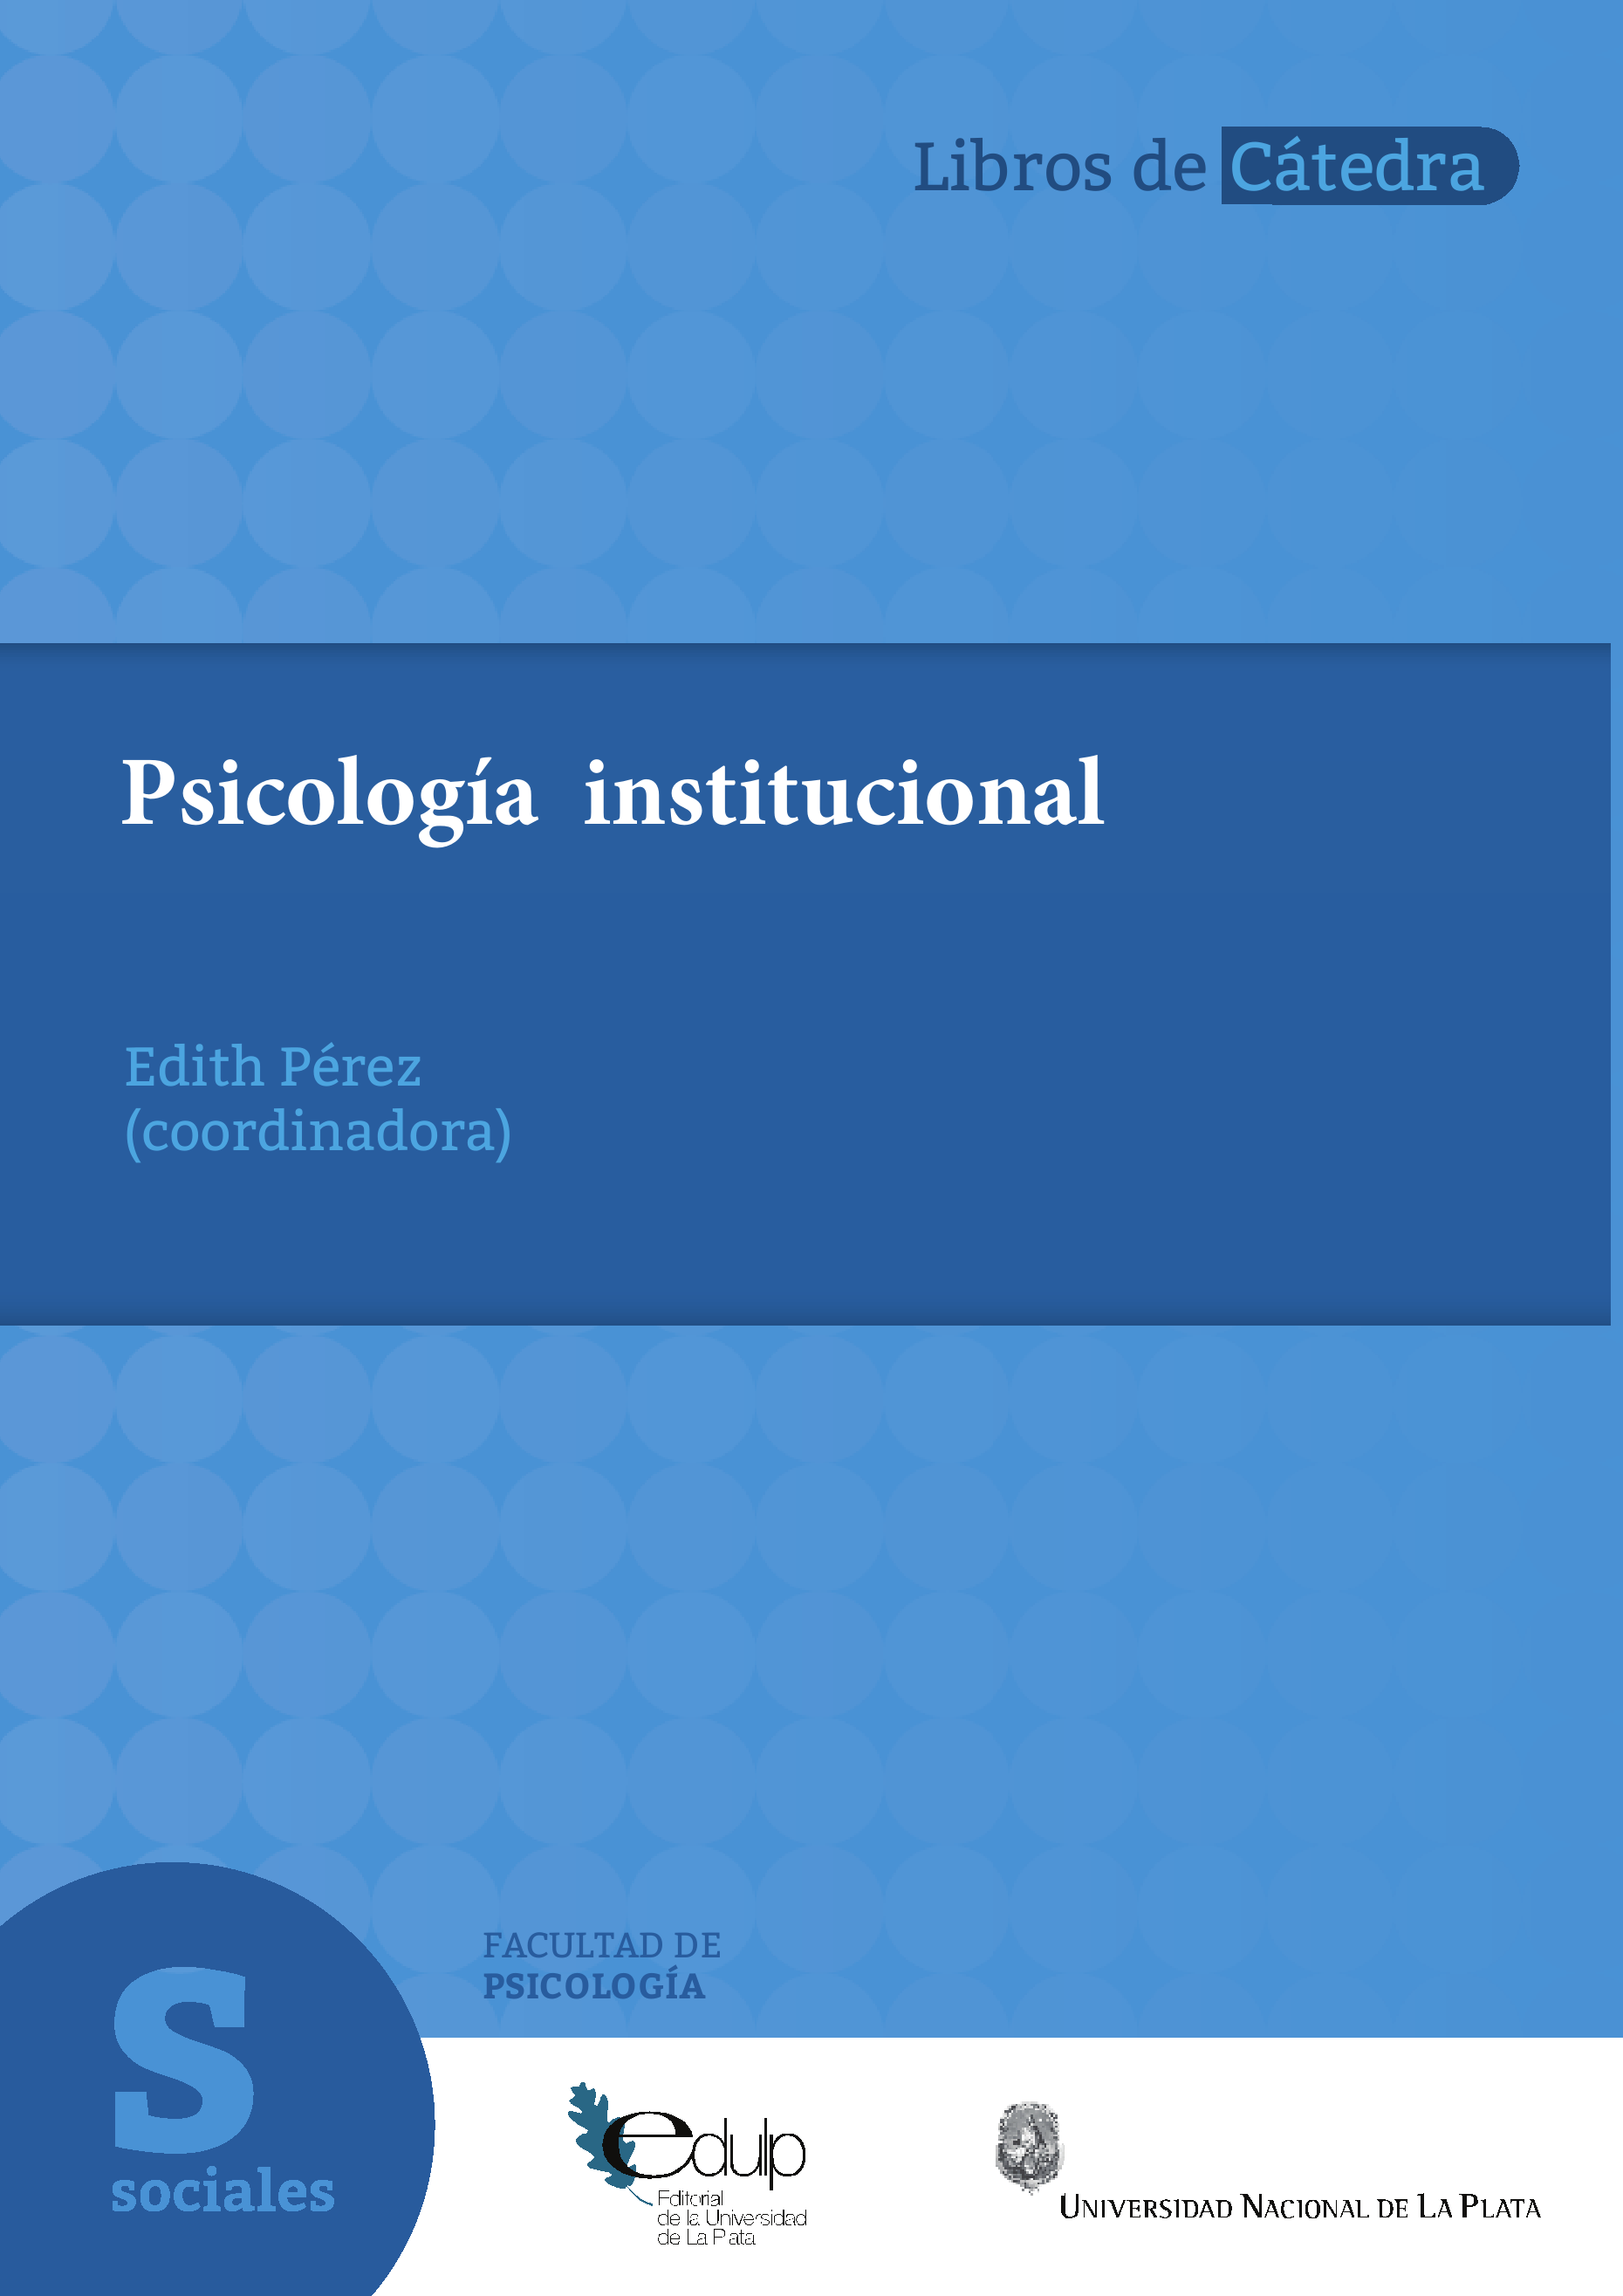 Libros de Cátedra
Psicología institucional
Edith Pérez
(coordinadora)
FACULTAD DE
PSICOLOGÍA
s
sociales
edulp
Editorial
de la Universidad
de La Plata
UNIVERSIDAD NACIONAL DE LA PLATA